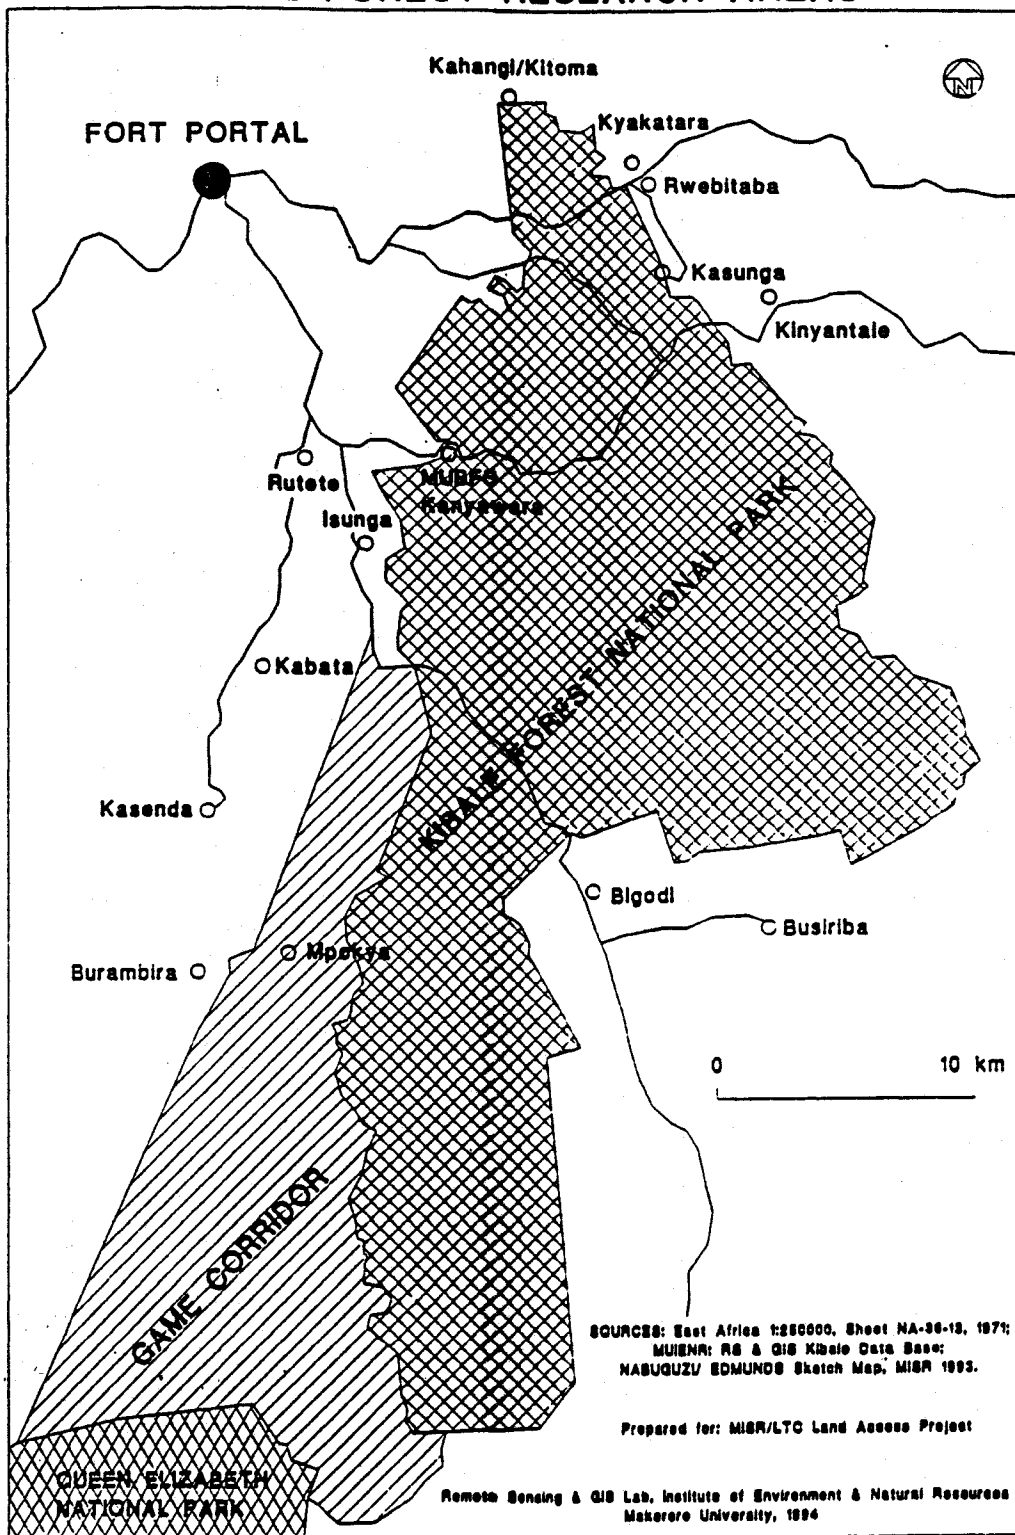 FOREST RESEARCH AREAS
Kahangi/Kitoma
N
FORT PORTAL
Kyakatara
Rwebitaba
Kasunga
Kinyantale
Rutete
MUBFS
Kanyawara
Isunga
KIBALE FOREST NATIONAL PARK
Kabata
Kasenda
Bigodi
Busiriba
Mpokya
Burambira
0 10 km
GAME CORRIDOR
SOURCES: East Africa 1:250000, Sheet NA-36-13, 1971;
MUIENR: RS & GIS Kibale Data Base;
NABUGUZI/ EDMUNDS Sketch Map, MISR 1993.
Prepared for: MISR/LTC Land Access Project
QUEEN ELIZABETH
NATIONAL PARK
Remote Sensing & GIS Lab, Institute of Environment & Natural Resources
Makerere University, 1994